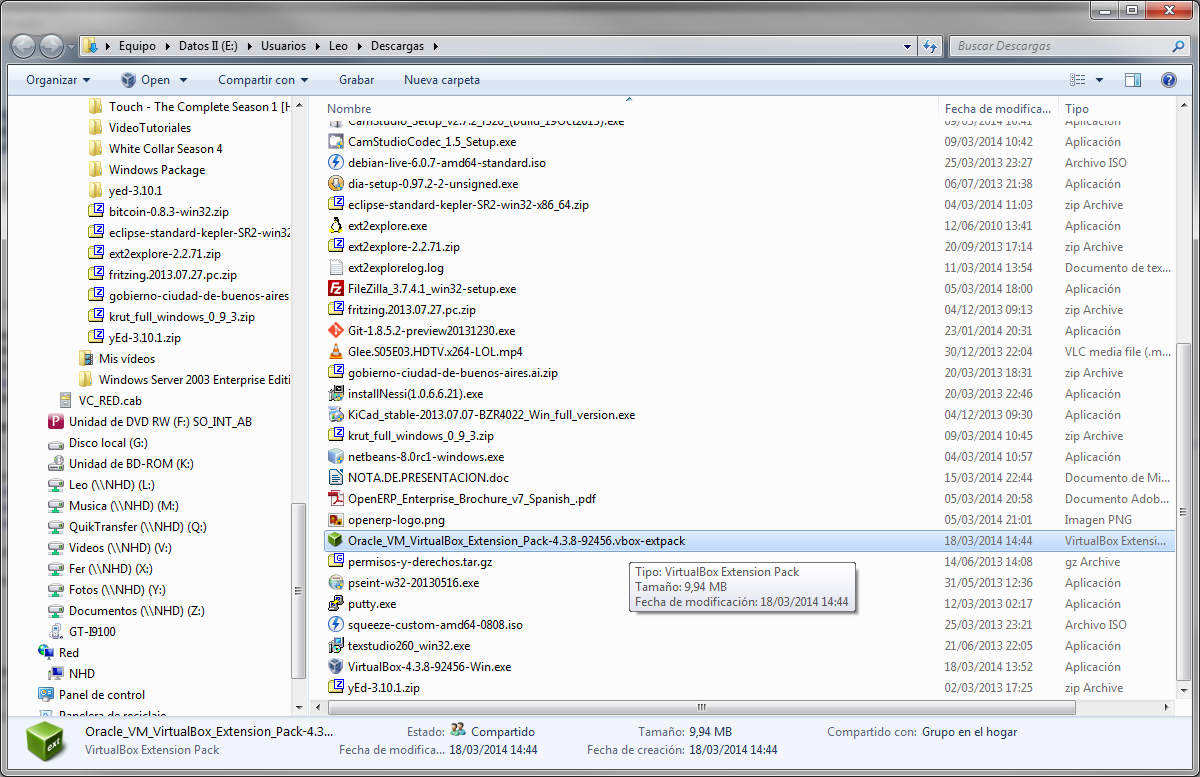 Equipo ▸ Datos II (E:) ▸ Usuarios ▸ Leo ▸ Descargas ▸
Buscar Descargas
Organizar Open Compartir con Grabar Nueva carpeta
Touch - The Complete Season 1 [H
VideoTutoriales
White Collar Season 4
Windows Package
yed-3.10.1
bitcoin-0.8.3-win32.zip
eclipse-standard-kepler-SR2-win32
ext2explore-2.2.71.zip
fritzing.2013.07.27.pc.zip
gobierno-ciudad-de-buenos-aires
krut_full_windows_0_9_3.zip
yEd-3.10.1.zip
Mis vídeos
Windows Server 2003 Enterprise Editi
VC_RED.cab
Unidad de DVD RW (F:) SO_INT_AB
Disco local (G:)
Unidad de BD-ROM (K:)
Leo (\\NHD) (L:)
Musica (\\NHD) (M:)
QuikTransfer (\\NHD) (Q:)
Videos (\\NHD) (V:)
Fer (\\NHD) (X:)
Fotos (\\NHD) (Y:)
Documentos (\\NHD) (Z:)
GT-I9100
Red
NHD
Panel de control
Papelera de reciclaje
Nombre Fecha de modifica... Tipo
CamStudio_Setup_v2.7.2_r326_(build_19Oct2013).exe 09/03/2014 10:41 Aplicación
CamStudioCodec_1.5_Setup.exe 09/03/2014 10:42 Aplicación
debian-live-6.0.7-amd64-standard.iso 25/03/2013 23:27 Archivo ISO
dia-setup-0.97.2-2-unsigned.exe 06/07/2013 21:38 Aplicación
eclipse-standard-kepler-SR2-win32-x86_64.zip 04/03/2014 11:03 zip Archive
ext2explore.exe 12/06/2010 13:41 Aplicación
ext2explore-2.2.71.zip 20/09/2013 17:14 zip Archive
ext2explorelog.log 11/03/2014 13:54 Documento de tex...
FileZilla_3.7.4.1_win32-setup.exe 05/03/2014 18:00 Aplicación
fritzing.2013.07.27.pc.zip 04/12/2013 09:13 zip Archive
Git-1.8.5.2-preview20131230.exe 23/01/2014 20:31 Aplicación
Glee.S05E03.HDTV.x264-LOL.mp4 30/12/2013 22:04 VLC media file (.m...
gobierno-ciudad-de-buenos-aires.ai.zip 20/03/2013 18:31 zip Archive
installNessi(1.0.6.6.21).exe 20/03/2013 22:46 Aplicación
KiCad_stable-2013.07.07-BZR4022_Win_full_version.exe 04/12/2013 09:30 Aplicación
krut_full_windows_0_9_3.zip 09/03/2014 10:45 zip Archive
netbeans-8.0rc1-windows.exe 04/03/2014 10:57 Aplicación
NOTA.DE.PRESENTACION.doc 15/03/2014 22:44 Documento de Mi...
OpenERP_Enterprise_Brochure_v7_Spanish_.pdf 05/03/2014 20:58 Documento Adob...
openerp-logo.png 05/03/2014 21:01 Imagen PNG
Oracle_VM_VirtualBox_Extension_Pack-4.3.8-92456.vbox-extpack 18/03/2014 14:44 VirtualBox Extensi...
permisos-y-derechos.tar.gz 14/06/2013 14:08 gz Archive
pseint-w32-20130516.exe 31/05/2013 12:36 Aplicación
putty.exe 12/03/2013 02:17 Aplicación
squeeze-custom-amd64-0808.iso 25/03/2013 23:21 Archivo ISO
texstudio260_win32.exe 21/06/2013 22:05 Aplicación
VirtualBox-4.3.8-92456-Win.exe 18/03/2014 13:52 Aplicación
yEd-3.10.1.zip 02/03/2013 17:25 zip Archive
Tipo: VirtualBox Extension Pack
Tamaño: 9,94 MB
Fecha de modificación: 18/03/2014 14:44
ext
Oracle_VM_VirtualBox_Extension_Pack-4.3... Estado: Compartido Tamaño: 9,94 MB Compartido con: Grupo en el hogar
VirtualBox Extension Pack Fecha de modifica... 18/03/2014 14:44 Fecha de creación: 18/03/2014 14:44